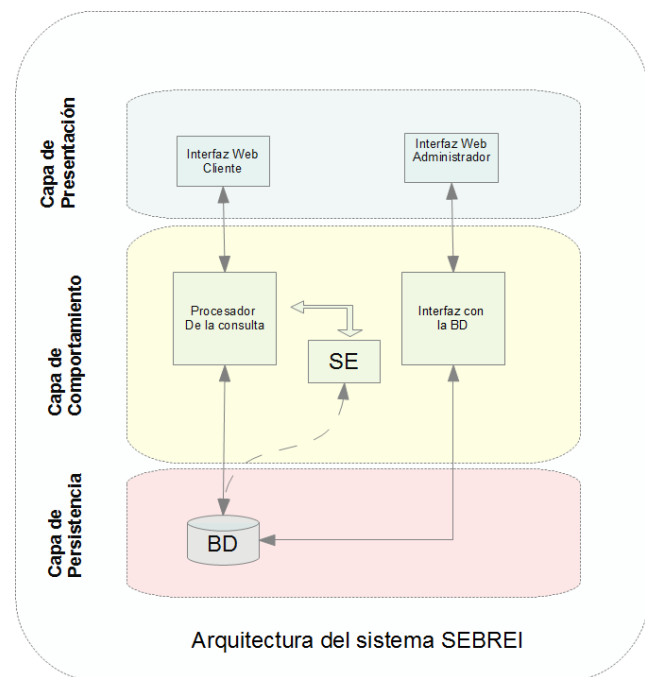 Capa de
Presentación
Interfaz Web
Cliente
Interfaz Web
Administrador
Capa de
Comportamiento
Procesador
De la consulta
SE
Interfaz con
la BD
Capa de
Persistencia
BD
Arquitectura del sistema SEBREI